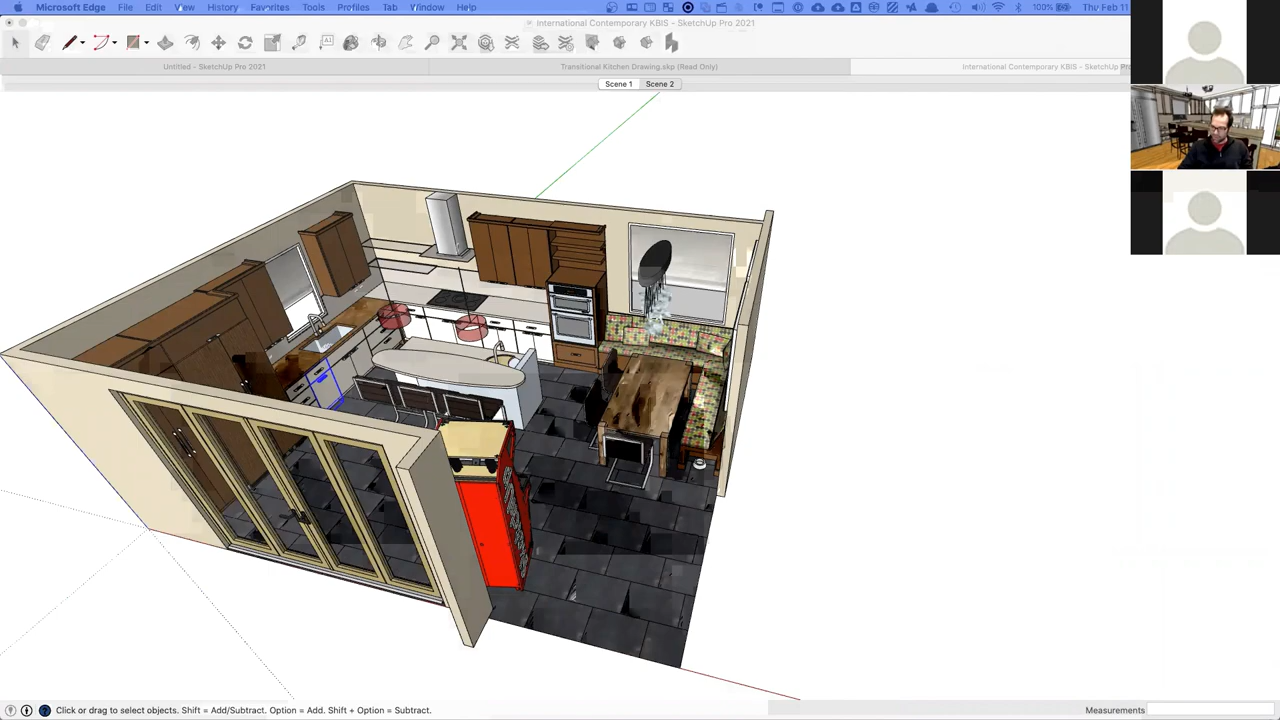 Microsoft Edge File Edit View History Favorites Tools Profiles Tab Window Help 100% Thu Feb 11
International Contemporary KBIS - SketchUp Pro 2021
Untitled - SketchUp Pro 2021 Transitional Kitchen Drawing.skp (Read Only) International Contemporary KBIS - SketchUp Pro
Scene 1 Scene 2
Click or drag to select objects. Shift = Add/Subtract. Option = Add. Shift + Option = Subtract. Measurements